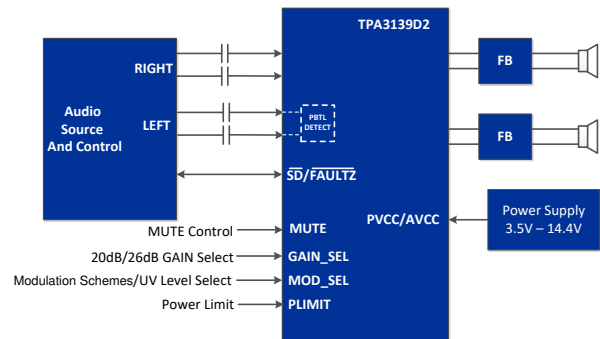 TPA3139D2
RIGHT
LEFT
Audio
Source
And Control
PBTL
DETECT
SD/FAULTZ
FB
FB
PVCC/AVCC
Power Supply
3.5V – 14.4V
MUTE Control
MUTE
20dB/26dB GAIN Select
GAIN_SEL
Modulation Schemes/UV Level Select
MOD_SEL
Power Limit
PLIMIT